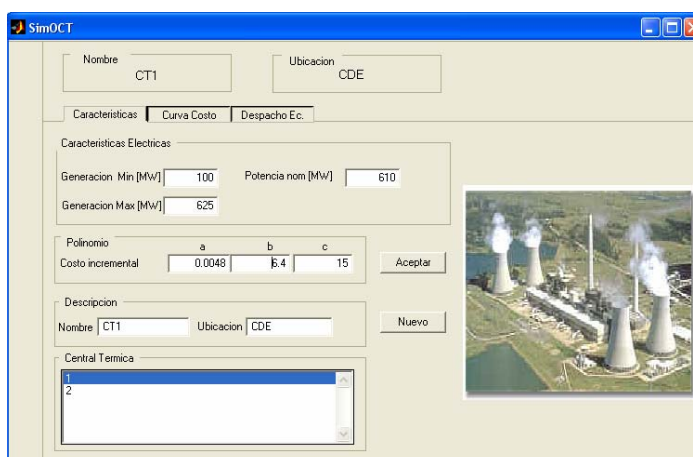 SimOCT
Nombre
CT1
Ubicacion
CDE
Caracteristicas Curva Costo Despacho Ec.
Caracteristicas Electricas
Generacion Min [MW] 100 Potencia nom [MW] 610
Generacion Max [MW] 625
Polinomio
a b c
Costo incremental 0.0048 6.4 15 Aceptar
Descripcion
Nombre CT1 Ubicacion CDE Nuevo
Central Termica
1
2